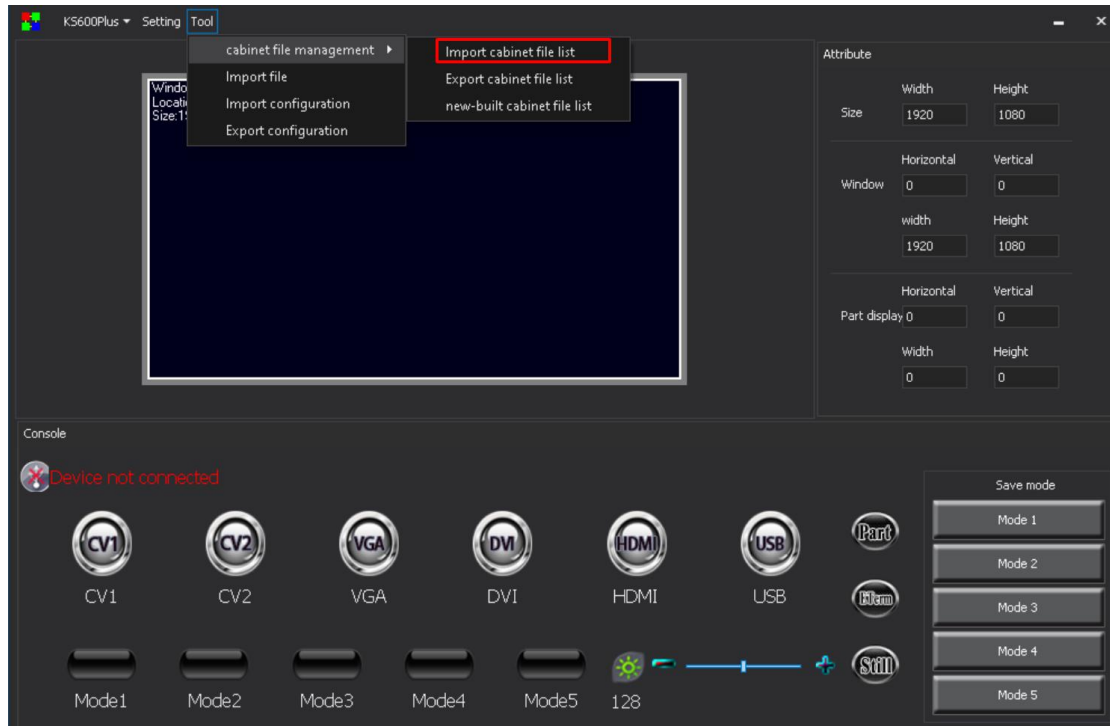 KS600Plus Setting Tool
cabinet file management
Import file
Import configuration
Export configuration
Import cabinet file list
Export cabinet file list
new-built cabinet file list
Attribute
Width Height
Size 1920 1080
Horizontal Vertical
Window 0 0
width Height
1920 1080
Horizontal Vertical
Part display 0 0
Width Height
0 0
Size:1
Console
Device not connected
CV1 CV2 VGA DVI HDMI USB Part
CV1 CV2 VGA DVI HDMI USB
Still
Mode1 Mode2 Mode3 Mode4 Mode5 128
Save mode
Mode 1
Mode 2
Mode 3
Mode 4
Mode 5